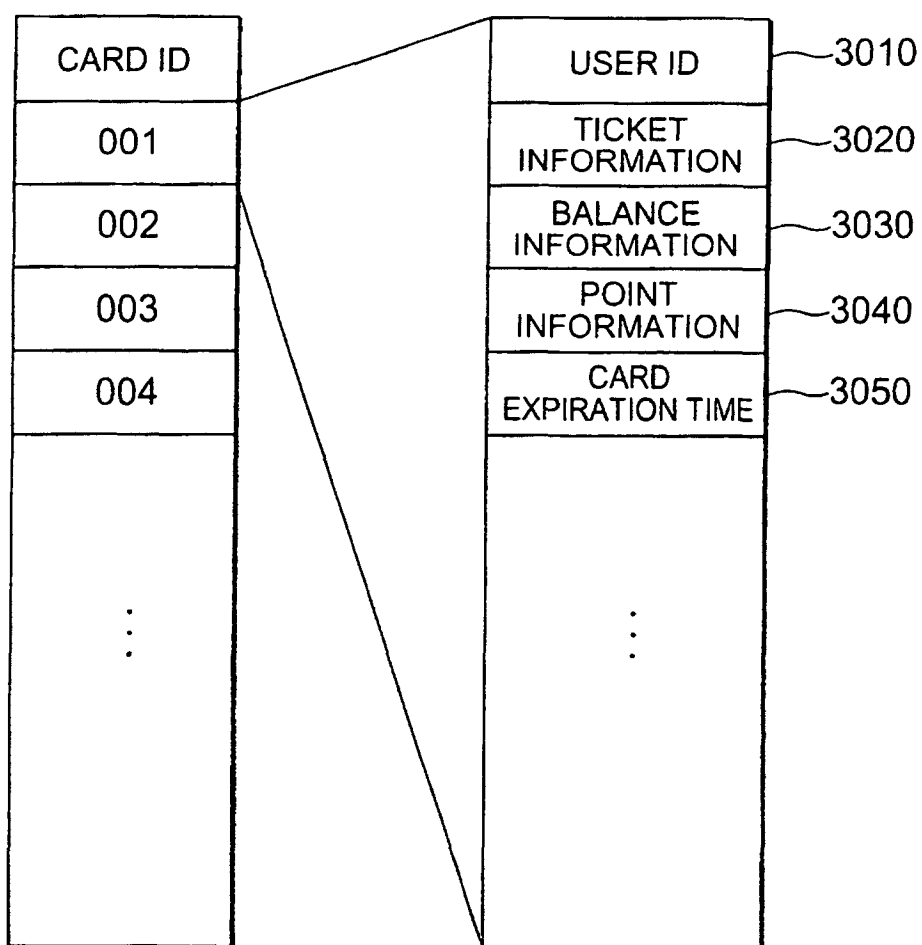 CARD ID
001
002
003
004
USER ID
3010
TICKET
INFORMATION
3020
BALANCE
INFORMATION
3030
POINT
INFORMATION
3040
CARD
EXPIRATION TIME
3050